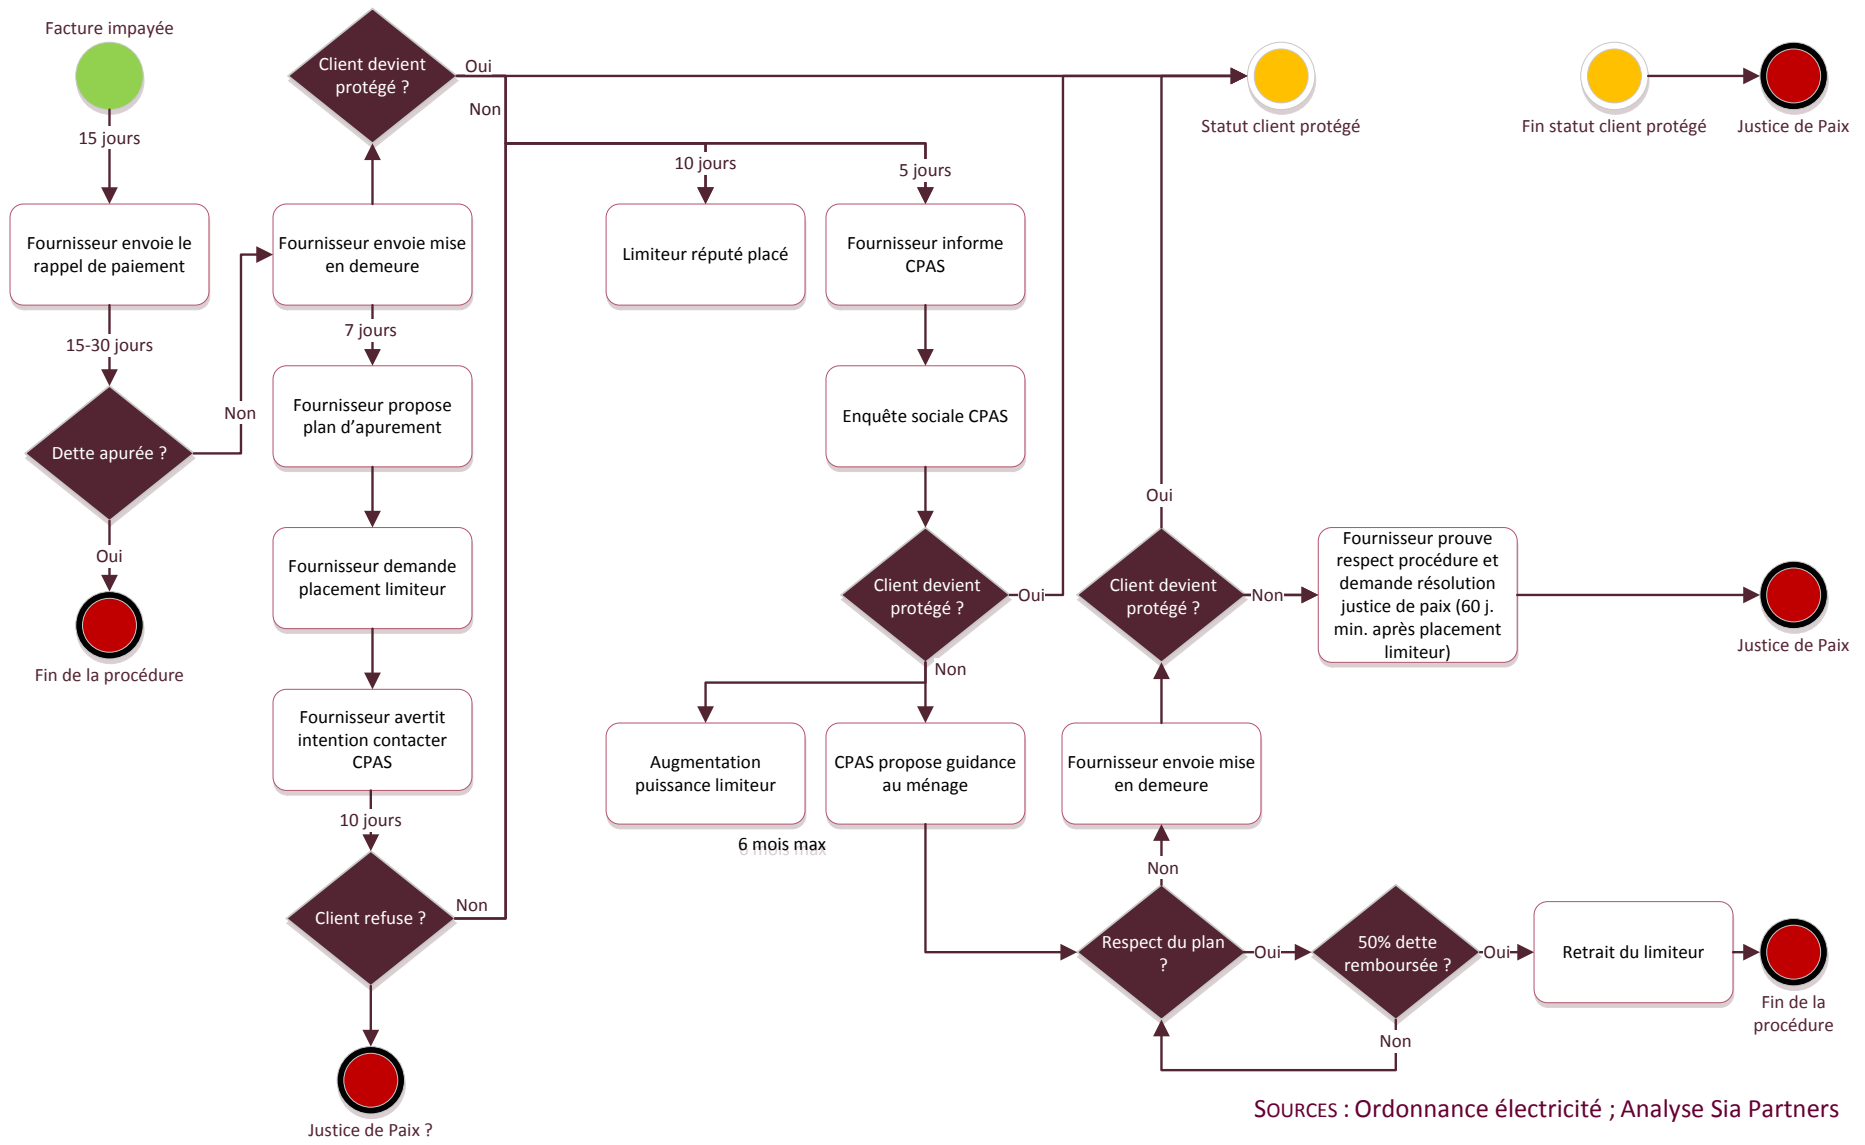 Facture impayée
15 jours
Fournisseur envoie le
rappel de paiement
15-30 jours
Dette apurée ?
Non
Oui
Fin de la procédure
Client devient
protégé ?
Oui
Non
Fournisseur envoie mise
en demeure
7 jours
Fournisseur propose
plan d’apurement
Fournisseur demande
placement limiteur
Fournisseur avertit
intention contacter
CPAS
10 jours
Client refuse ?
Non
Justice de Paix ?
10 jours
Limiteur réputé placé
5 jours
Fournisseur informe
CPAS
Enquête sociale CPAS
Client devient
protégé ?
Oui
Non
Augmentation
puissance limiteur
6 mois max
CPAS propose guidance
au ménage
Statut client protégé
Fin statut client protégé
Justice de Paix
Oui
Client devient
protégé ?
Non
Fournisseur prouve
respect procédure et
demande résolution
justice de paix (60 j.
min. après placement
limiteur)
Justice de Paix
Fournisseur envoie mise
en demeure
Non
Respect du plan
?
Oui
50% dette
remboursée ?
Oui
Non
Retrait du limiteur
Fin de la
procédure
SOURCES : Ordonnance électricité ; Analyse Sia Partners